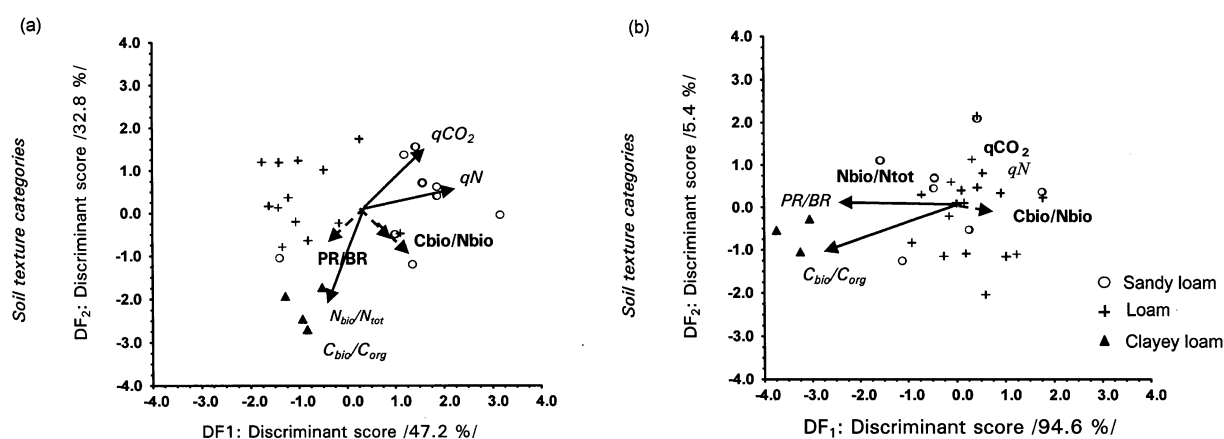 (a)
Soil texture categories
DF₂: Discriminant score /32.8 %/
4.0
3.0
2.0
1.0
0.0
-1.0
-2.0
-3.0
-4.0
qCO₂
qN
Cbio/Nbio
PR/BR
Nbio/Ntot
Cbio/Corg
-4.0 -3.0 -2.0 -1.0 0.0 1.0 2.0 3.0 4.0
DF1: Discriminant score /47.2 %/
(b)
Soil texture categories
DF₂: Discriminant score /5.4 %/
4.0
3.0
2.0
1.0
0.0
-1.0
-2.0
-3.0
-4.0
qCO₂
qN
Nbio/Ntot
PR/BR
Cbio/Nbio
Cbio/Corg
Sandy loam
Loam
Clayey loam
-4.0 -3.0 -2.0 -1.0 0.0 1.0 2.0 3.0 4.0
DF₁: Discriminant score /94.6 %/